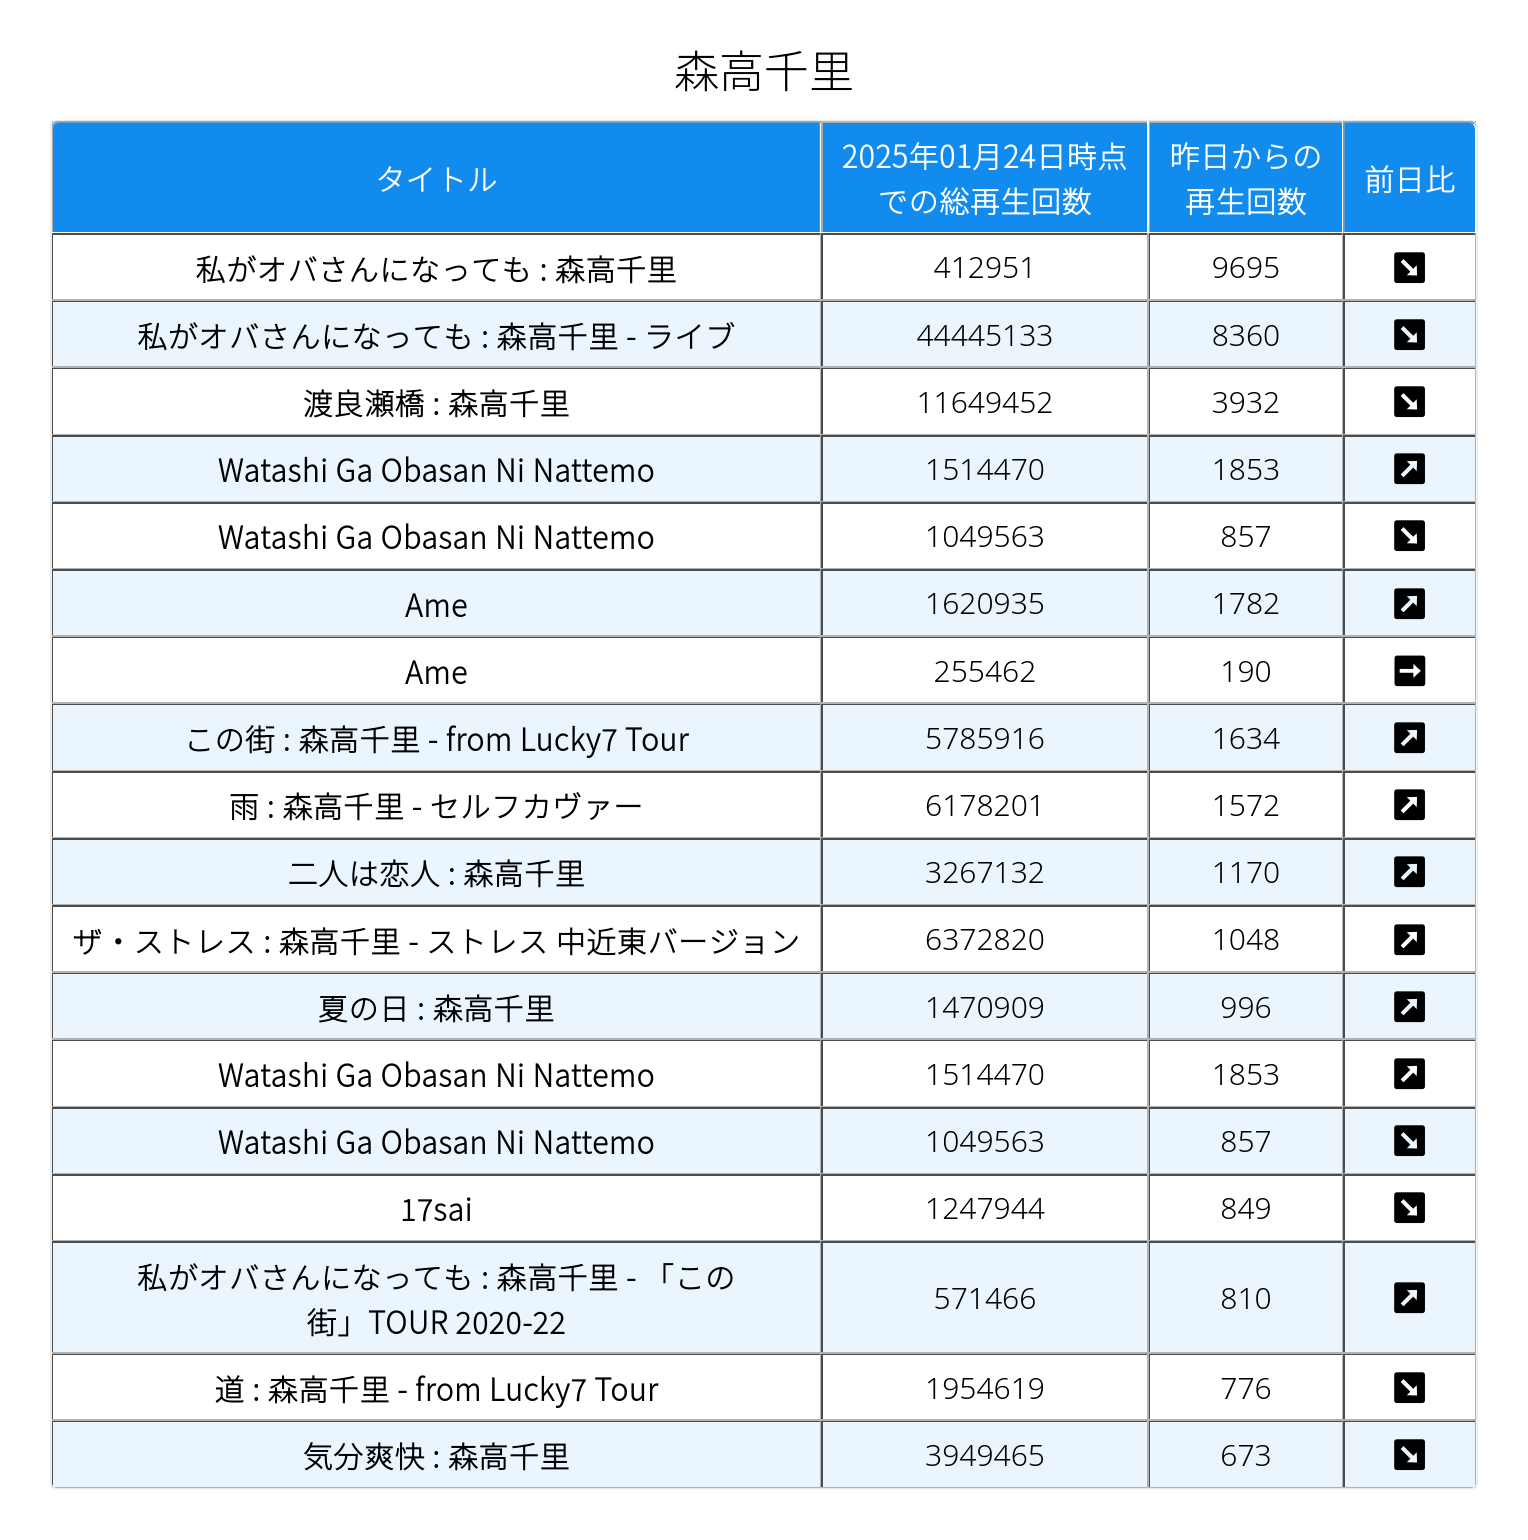 森高千里
タイトル
2025年01月24日時点
での総再生回数
昨日からの
再生回数
前日比
私がオバさんになっても : 森高千里 412951 9695
私がオバさんになっても : 森高千里 - ライブ 44445133 8360
渡良瀬橋 : 森高千里 11649452 3932
Watashi Ga Obasan Ni Nattemo 1514470 1853
Watashi Ga Obasan Ni Nattemo 1049563 857
Ame 1620935 1782
Ame 255462 190
この街 : 森高千里 - from Lucky7 Tour 5785916 1634
雨 : 森高千里 - セルフカヴァー 6178201 1572
二人は恋人 : 森高千里 3267132 1170
ザ・ストレス : 森高千里 - ストレス 中近東バージョン 6372820 1048
夏の日 : 森高千里 1470909 996
Watashi Ga Obasan Ni Nattemo 1514470 1853
Watashi Ga Obasan Ni Nattemo 1049563 857
17sai 1247944 849
私がオバさんになっても : 森高千里 - 「この
街」TOUR 2020-22 571466 810
道 : 森高千里 - from Lucky7 Tour 1954619 776
気分爽快 : 森高千里 3949465 673